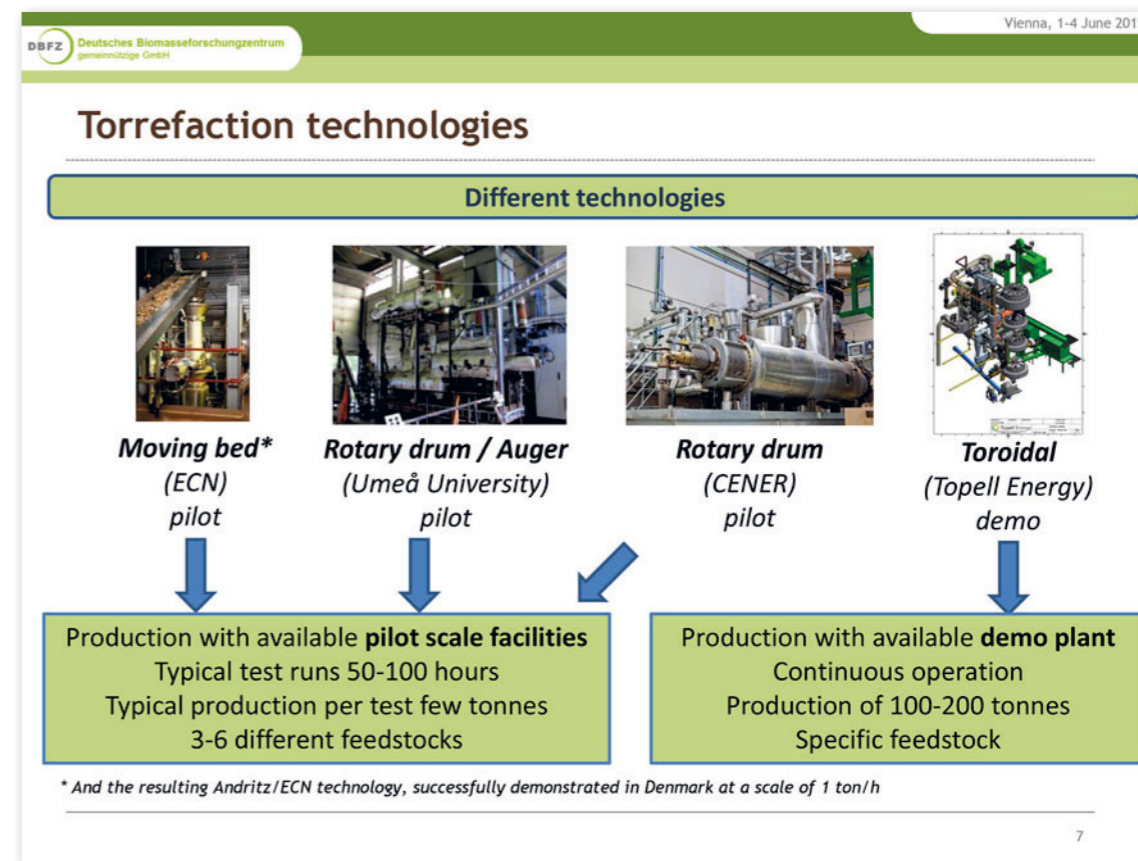 Vienna, 1-4 June 201
DBFZ
Deutsches Biomasseforschungzentrum
gemeinnützige GmbH
Torrefaction technologies
Different technologies
Moving bed*
(ECN)
pilot
Rotary drum / Auger
(Umeå University)
pilot
Rotary drum
(CENER)
pilot
Topell Energy
Toroidal
(Topell Energy)
demo
Production with available pilot scale facilities
Typical test runs 50-100 hours
Typical production per test few tonnes
3-6 different feedstocks
Production with available demo plant
Continuous operation
Production of 100-200 tonnes
Specific feedstock
* And the resulting Andritz/ECN technology, successfully demonstrated in Denmark at a scale of 1 ton/h
7